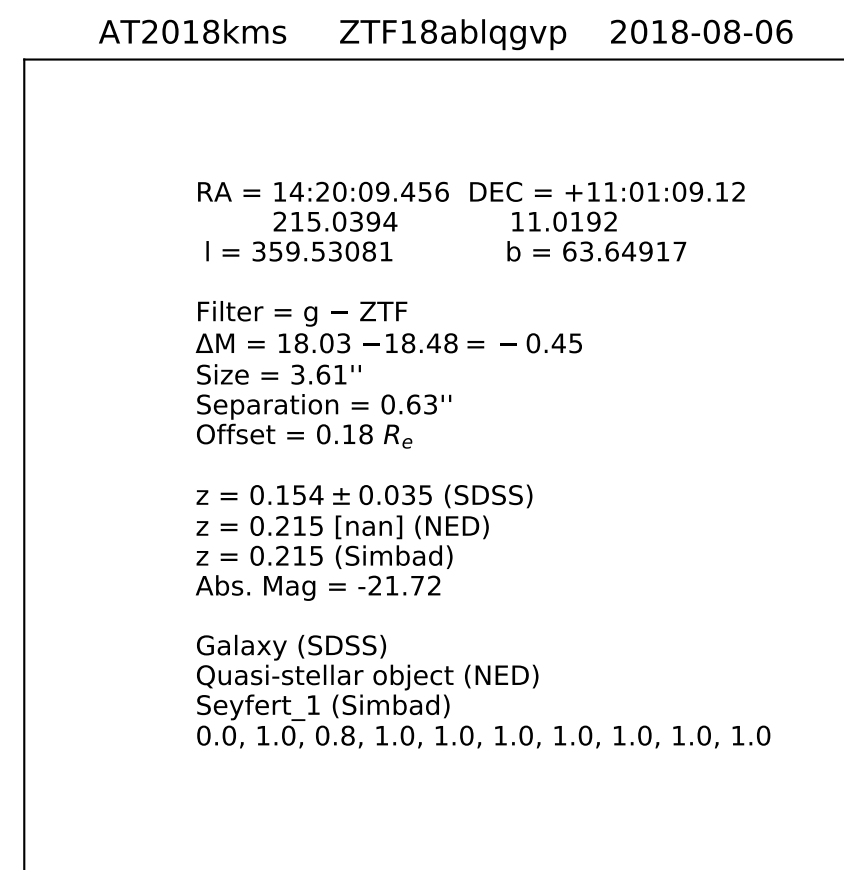 AT2018kms ZTF18ablqgvp 2018-08-06
RA = 14:20:09.456 DEC = +11:01:09.12
215.0394 11.0192
l = 359.53081 b = 63.64917
Filter = g − ZTF
ΔM = 18.03 −18.48 = − 0.45
Size = 3.61''
Separation = 0.63''
Offset = 0.18 Re
z = 0.154 ± 0.035 (SDSS)
z = 0.215 [nan] (NED)
z = 0.215 (Simbad)
Abs. Mag = -21.72
Galaxy (SDSS)
Quasi-stellar object (NED)
Seyfert_1 (Simbad)
0.0, 1.0, 0.8, 1.0, 1.0, 1.0, 1.0, 1.0, 1.0, 1.0